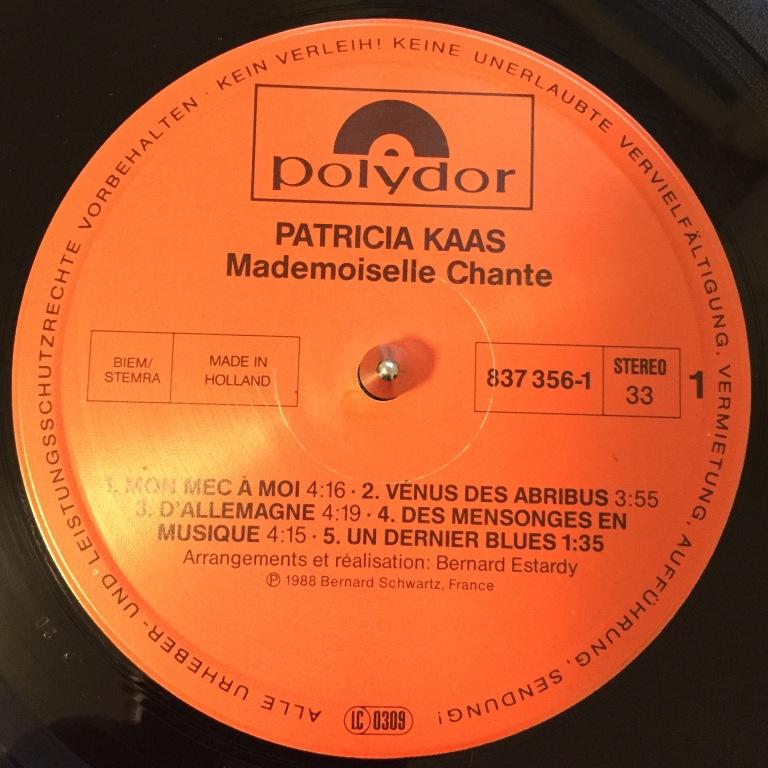 ALLE URHEBER- UND LEISTUNGSSCHUTZRECHTE VORBEHALTEN · KEIN VERLEIH! KEINE UNERLAUBTE VERVIELFÄLTIGUNG, VERMIETUNG, AUFFÜHRUNG, SENDUNG!
polydor
PATRICIA KAAS
Mademoiselle Chante
BIEM/
STEMRA
MADE IN
HOLLAND
837 356-1
STEREO
33
1
1. MON MEC À MOI 4:16 · 2. VÉNUS DES ABRIBUS 3:55
3. D'ALLEMAGNE 4:19 · 4. DES MENSONGES EN
MUSIQUE 4:15 · 5. UN DERNIER BLUES 1:35
Arrangements et réalisation: Bernard Estardy
℗ 1988 Bernard Schwartz, France
LC 0309